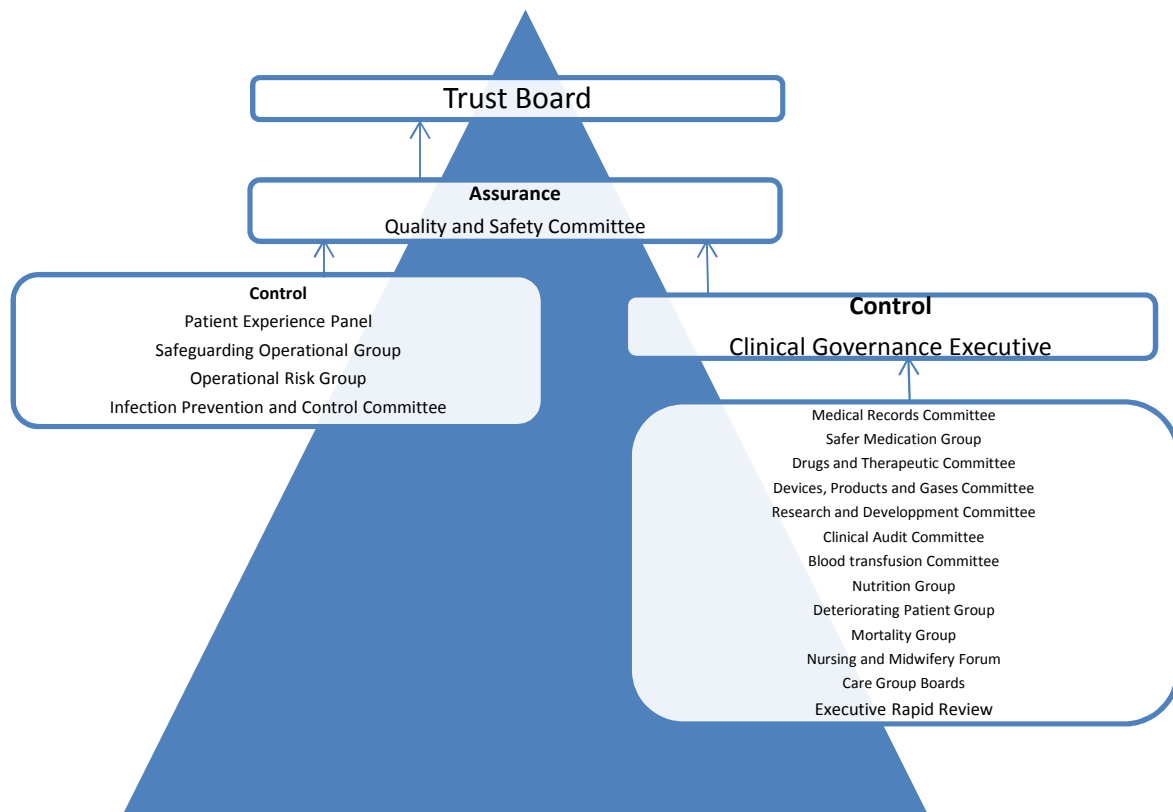 Trust Board
Assurance
Quality and Safety Committee
Control
Patient Experience Panel
Safeguarding Operational Group
Operational Risk Group
Infection Prevention and Control Committee
Control
Clinical Governance Executive
Medical Records Committee
Safer Medication Group
Drugs and Therapeutic Committee
Devices, Products and Gases Committee
Research and Developpment Committee
Clinical Audit Committee
Blood transfusion Committee
Nutrition Group
Deteriorating Patient Group
Mortality Group
Nursing and Midwifery Forum
Care Group Boards
Executive Rapid Review